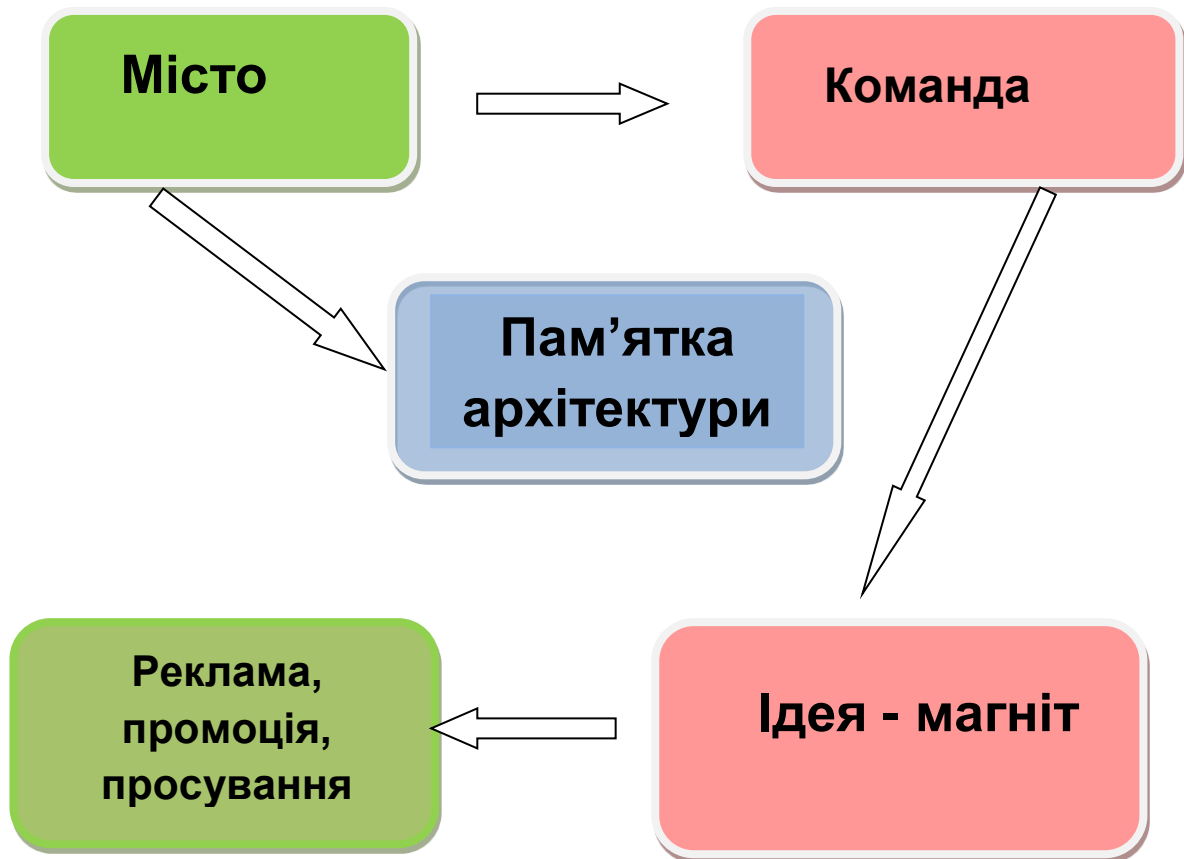 Місто
Команда
Пам’ятка
архітектури
Реклама,
промоція,
просування
Ідея - магніт